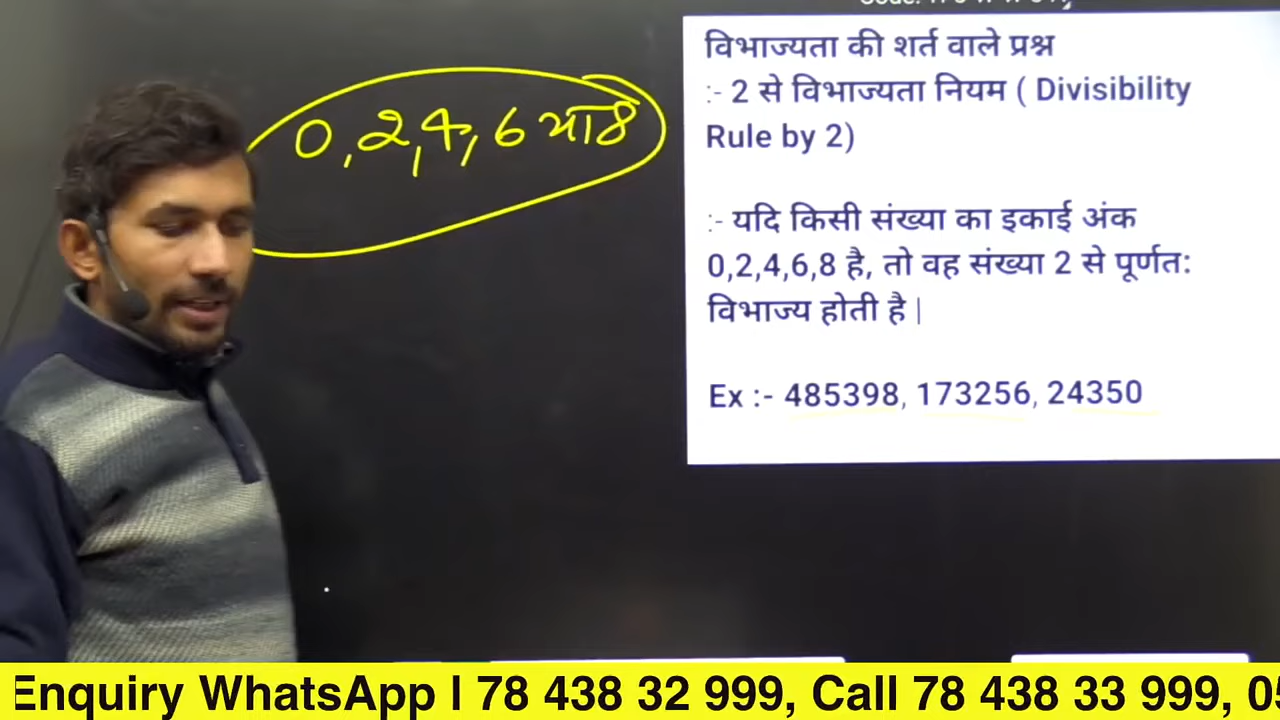 0, 2, 4, 6 या 8
विभाज्यता की शर्त वाले प्रश्न
:- 2 से विभाज्यता नियम ( Divisibility
Rule by 2)
:- यदि किसी संख्या का इकाई अंक
0,2,4,6,8 है, तो वह संख्या 2 से पूर्णत:
विभाज्य होती है |
Ex :- 485398, 173256, 24350
Enquiry WhatsApp l 78 438 32 999, Call 78 438 33 999,